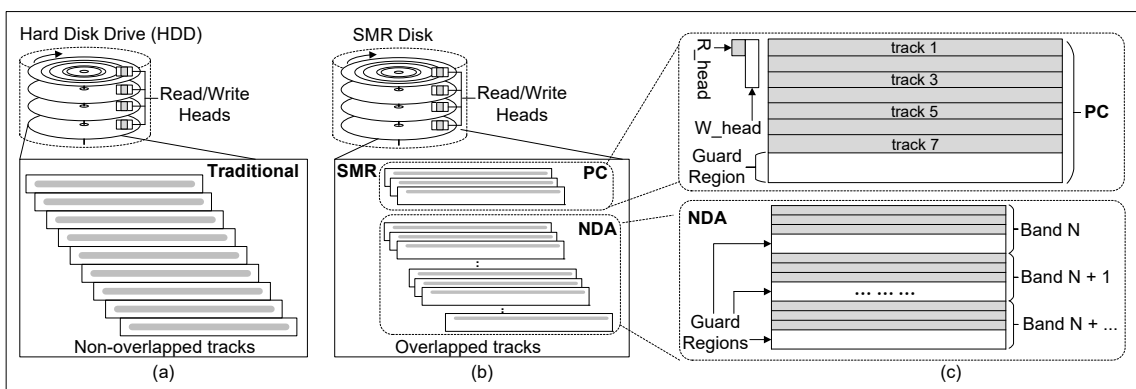 Hard Disk Drive (HDD)
Read/Write
Heads
Traditional
Non-overlapped tracks
(a)
SMR Disk
Read/Write
Heads
SMR
PC
NDA
...
...
Overlapped tracks
(b)
R_head
W_head
track 1
track 3
track 5
track 7
Guard
Region
PC
NDA
Band N
Band N + 1
... ... ...
Band N + ...
Guard
Regions
(c)